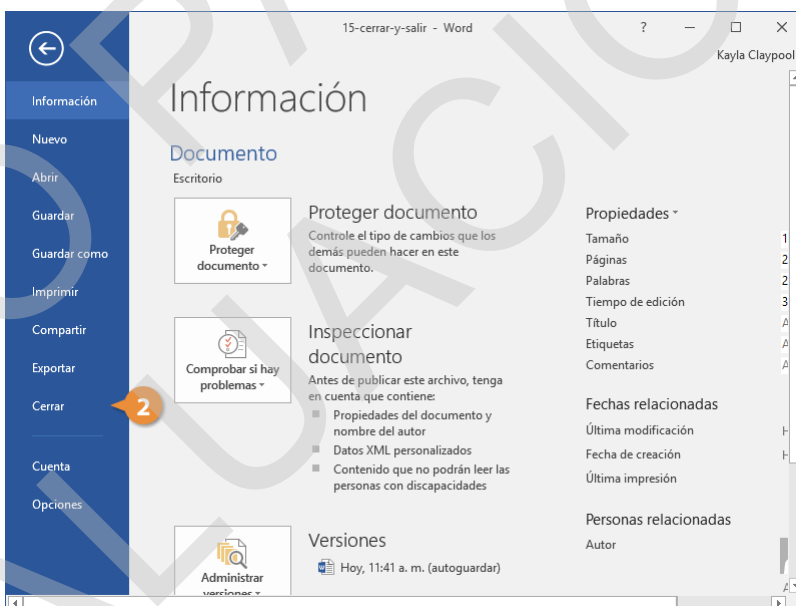 15-cerrar-y-salir - Word
?
Kayla Claypool
Información
Nuevo
Abrir
Guardar
Guardar como
Imprimir
Compartir
Exportar
Cerrar
2
Cuenta
Opciones
Información
Documento
Escritorio
Proteger
documento
Proteger documento
Controle el tipo de cambios que los
demás pueden hacer en este
documento.
Comprobar si hay
problemas
Inspeccionar
documento
Antes de publicar este archivo, tenga
en cuenta que contiene:
Propiedades del documento y
nombre del autor
Datos XML personalizados
Contenido que no podrán leer las
personas con discapacidades
Administrar
versiones
Versiones
Hoy, 11:41 a. m. (autoguardar)
Propiedades
Tamaño
Páginas
Palabras
Tiempo de edición
Título
Etiquetas
Comentarios
Fechas relacionadas
Última modificación
Fecha de creación
Última impresión
Personas relacionadas
Autor